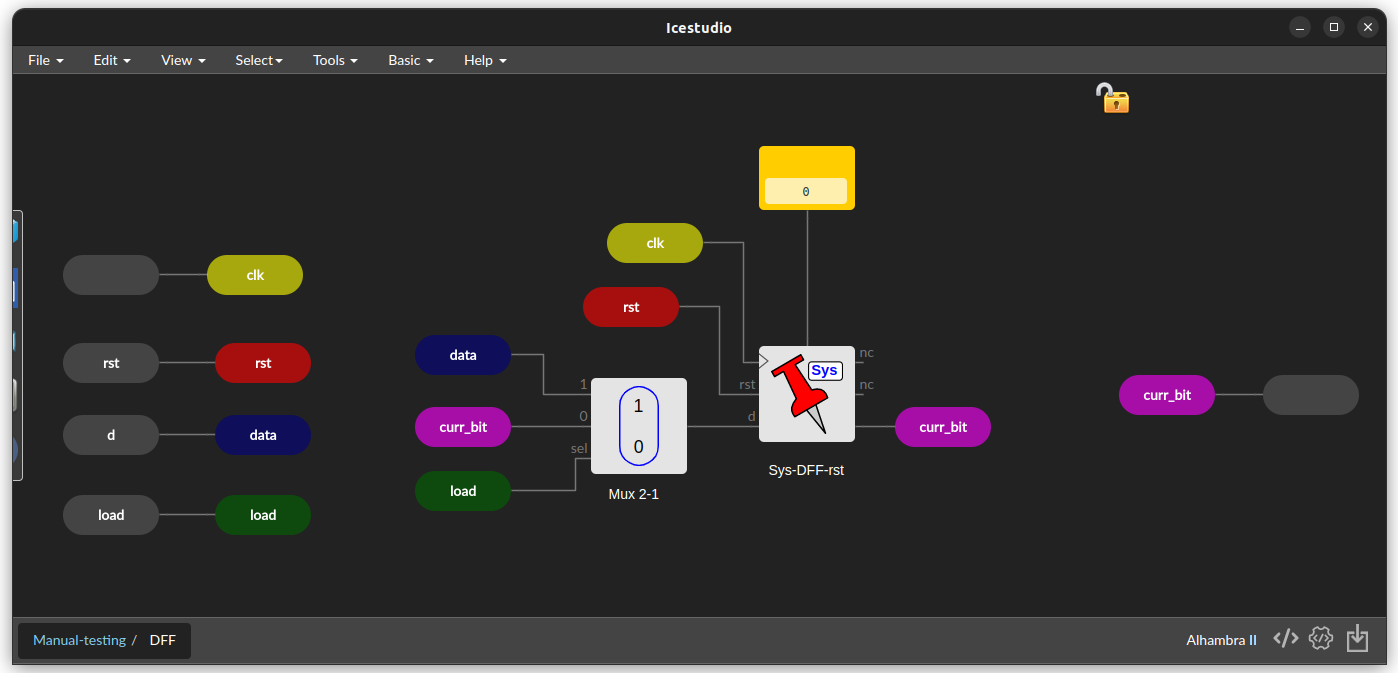 Icestudio
File Edit View Select Tools Basic Help
0
clk
clk
rst
rst
rst
data
d
data
load
load
curr_bit
load
1
0
sel
1
0
Mux 2-1
rst
d
Sys
nc
nc
Sys-DFF-rst
curr_bit
curr_bit
Manual-testing / DFF
Alhambra II